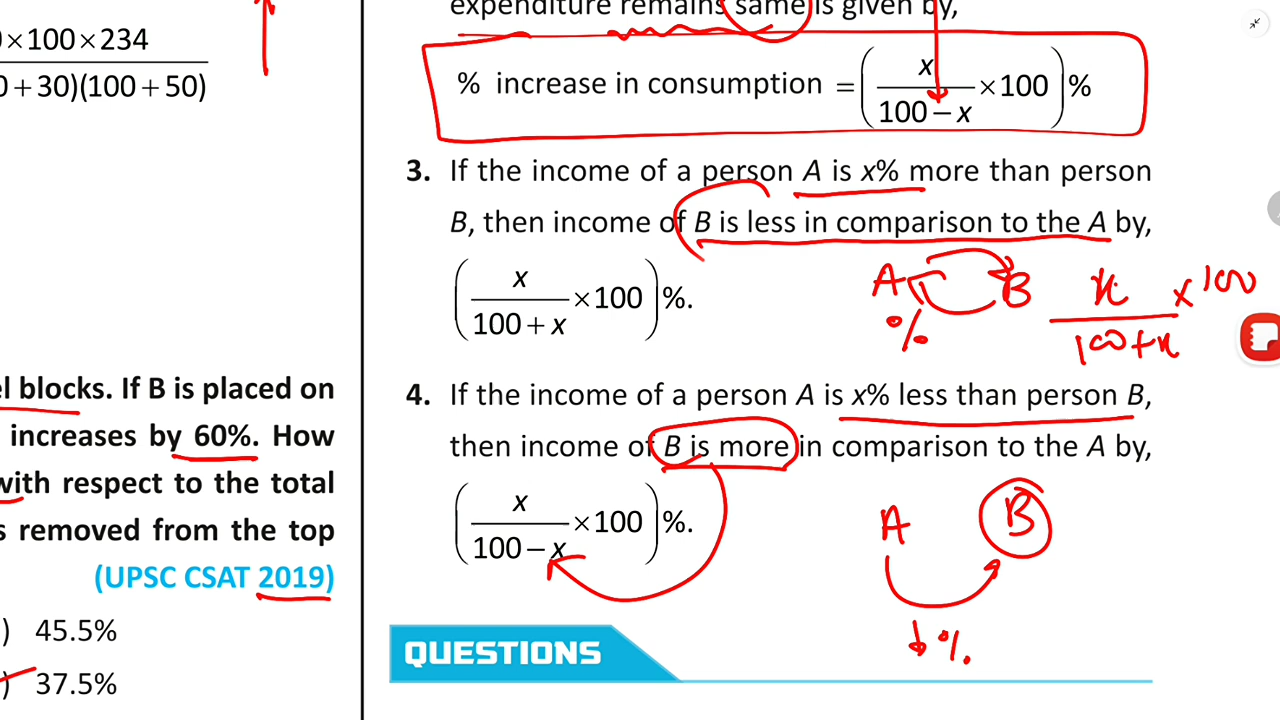 0 × 100 × 234
0 + 30)(100 + 50)
el blocks. If B is placed on
increases by 60%. How
with respect to the total
s removed from the top
(UPSC CSAT 2019)
) 45.5%
) 37.5%
expenditure remains same is given by,
% increase in consumption = ( x / 100 – x × 100 ) %
3. If the income of a person A is x% more than person
B, then income of B is less in comparison to the A by,
( x / 100 + x × 100 ) %.
A B x / 100+x × 100
%
4. If the income of a person A is x% less than person B,
then income of B is more in comparison to the A by,
( x / 100 – x × 100 ) %.
A B
↓ %.
QUESTIONS